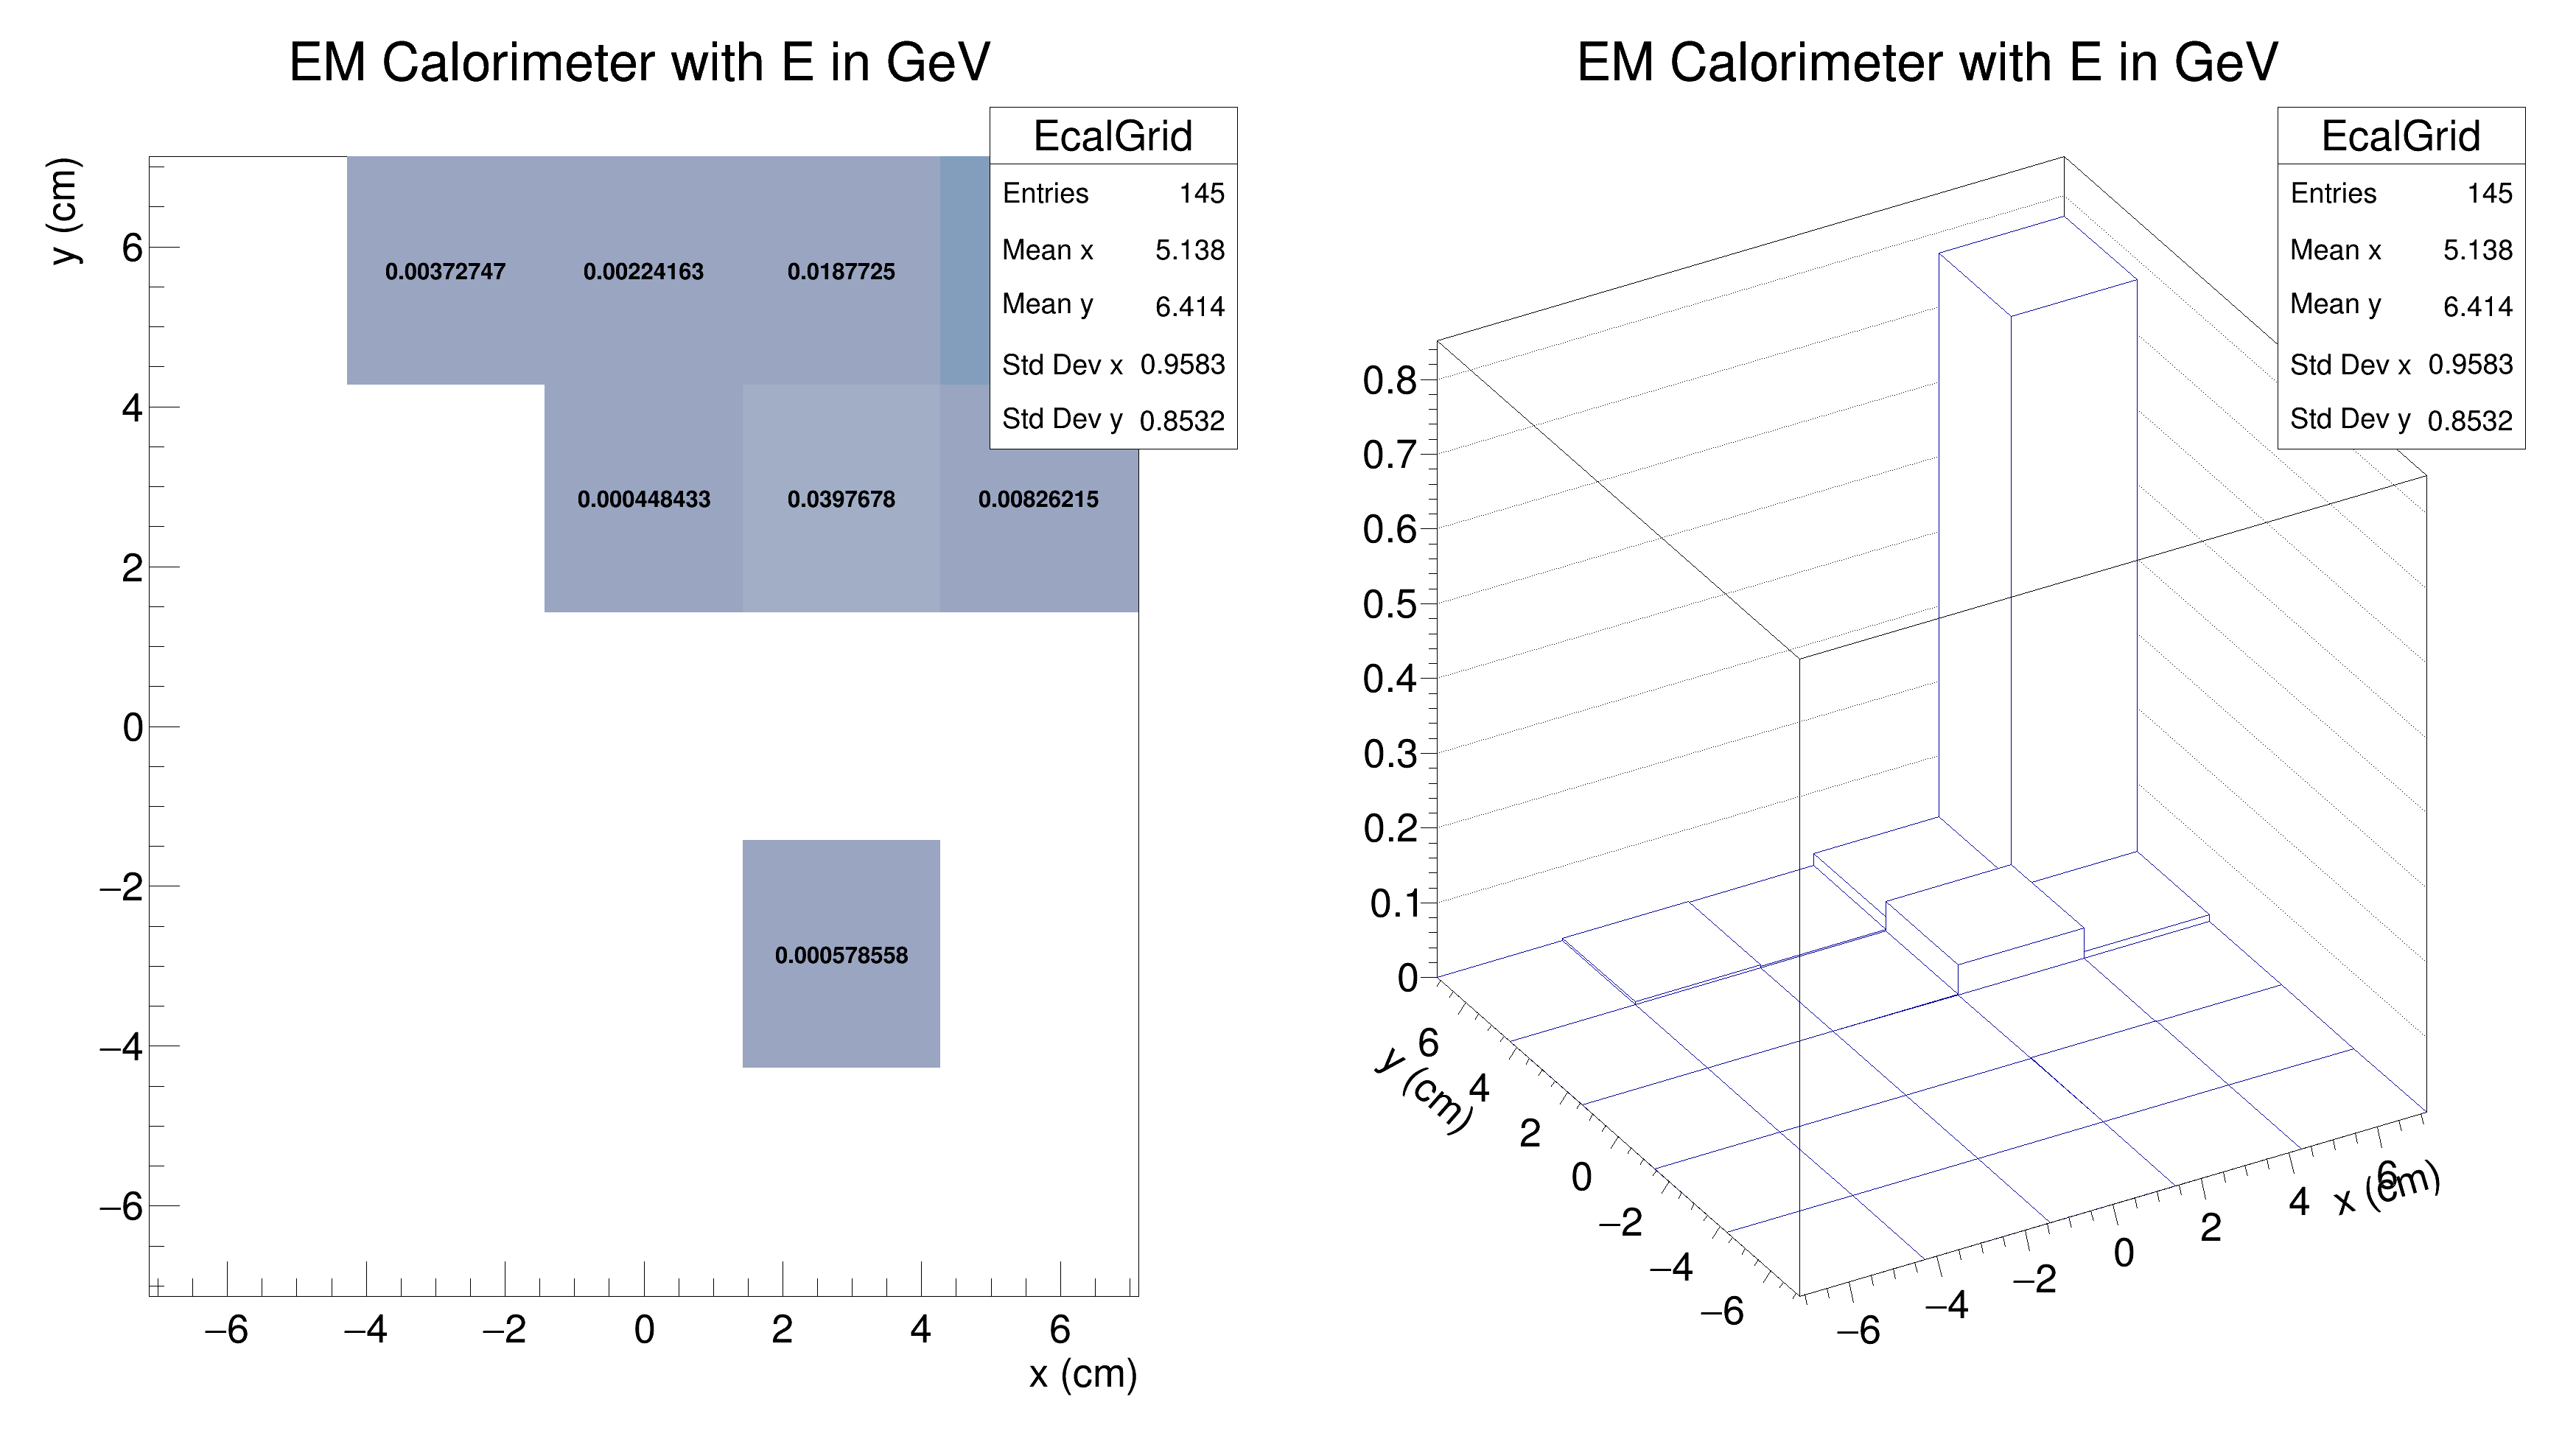 EM Calorimeter with E in GeV
EcalGrid
Entries 145
Mean x 5.138
Mean y 6.414
Std Dev x 0.9583
Std Dev y 0.8532
y (cm)
6
4
2
0
−2
−4
−6
0.00372747 0.00224163 0.0187725
0.000448433 0.0397678 0.00826215
0.000578558
−6 −4 −2 0 2 4 6
x (cm)
EM Calorimeter with E in GeV
EcalGrid
Entries 145
Mean x 5.138
Mean y 6.414
Std Dev x 0.9583
Std Dev y 0.8532
0.8
0.7
0.6
0.5
0.4
0.3
0.2
0.1
0
6
4
2
0
−2
−4
−6
y (cm)
−6 −4 −2 0 2 4 6
x (cm)